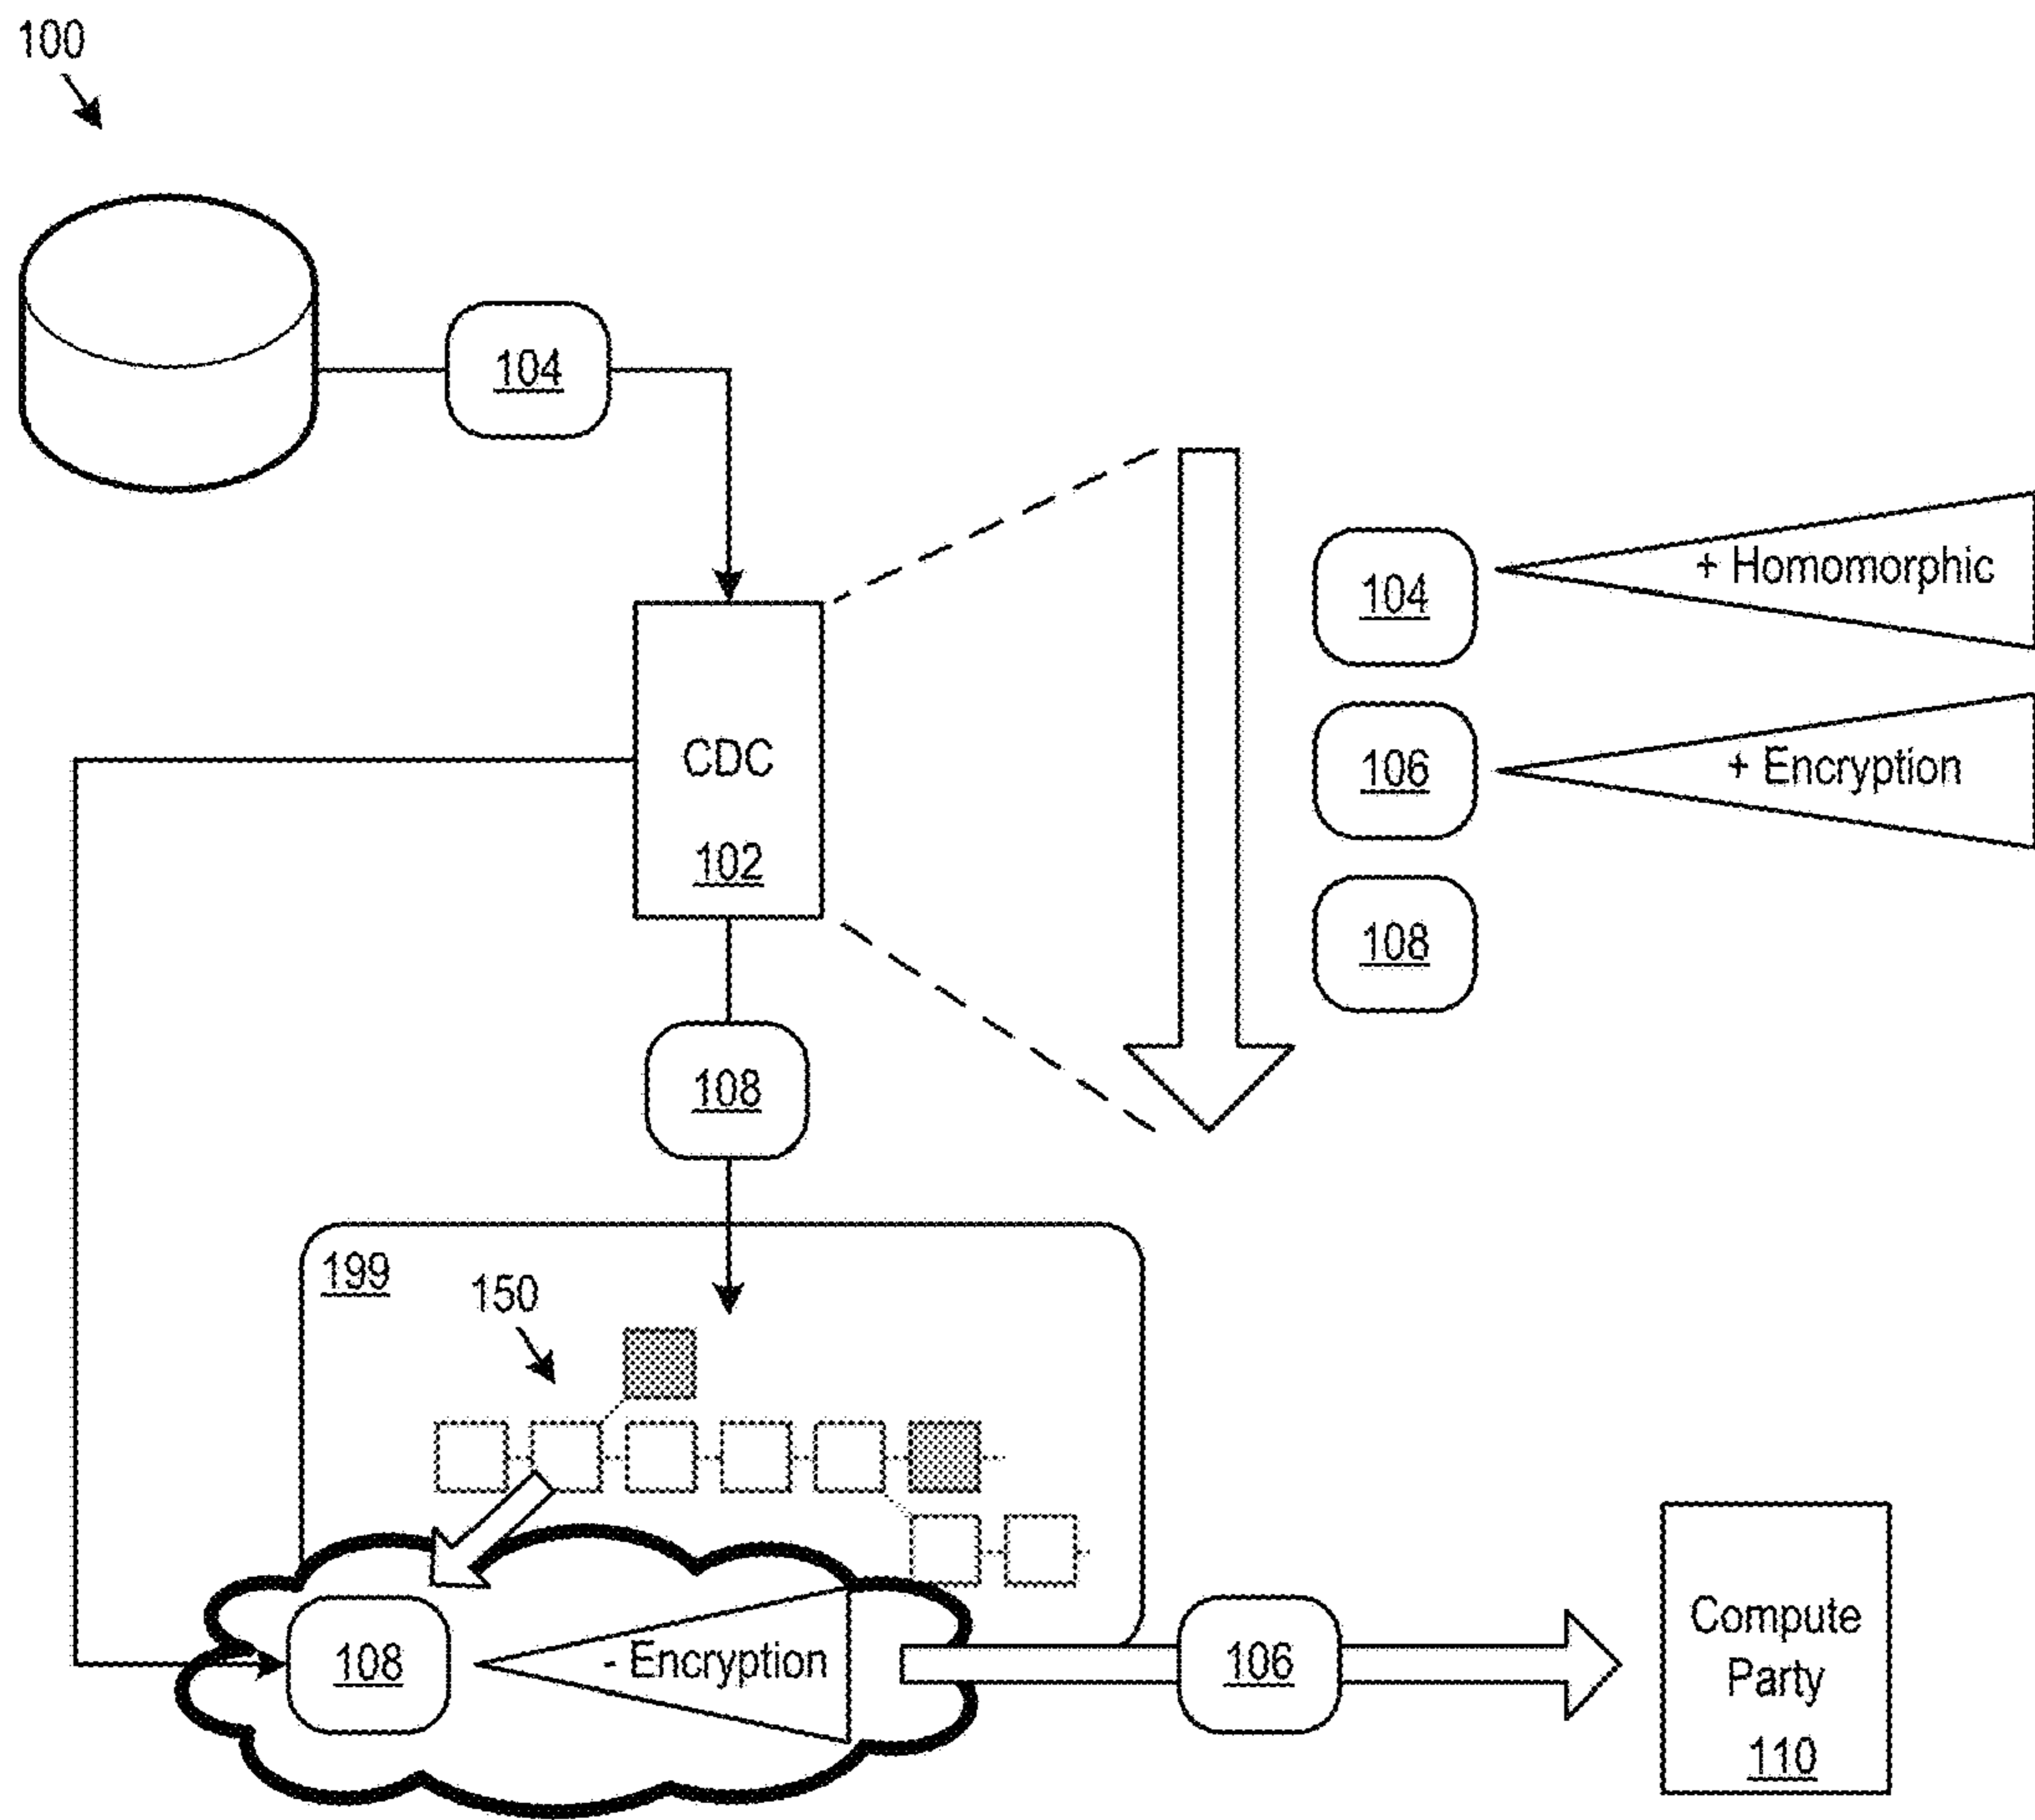 100
104
104
+ Homomorphic
106
+ Encryption
CDC
102
108
108
199
150
108
- Encryption
106
Compute
Party
110